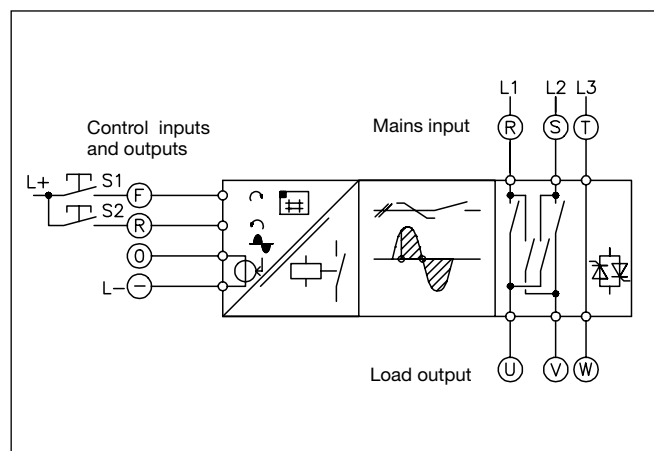 L1 L2 L3
Mains input
R S T
Control inputs
and outputs
L+
S1
F
S2
R
0
L−
−
Load output
U V W